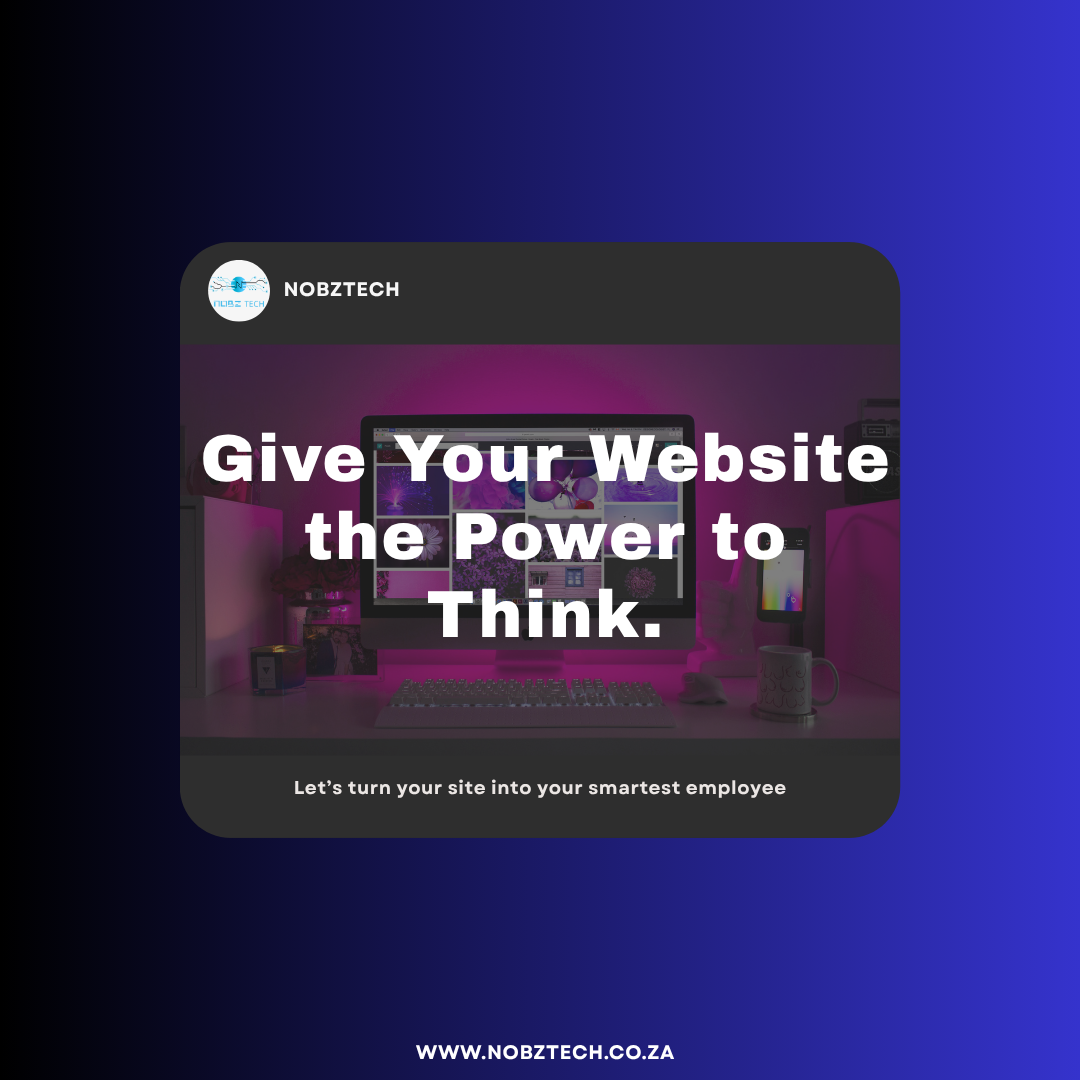 NOBZ TECH
NOBZTECH
Give Your Website
the Power to
Think.
Let’s turn your site into your smartest employee
WWW.NOBZTECH.CO.ZA